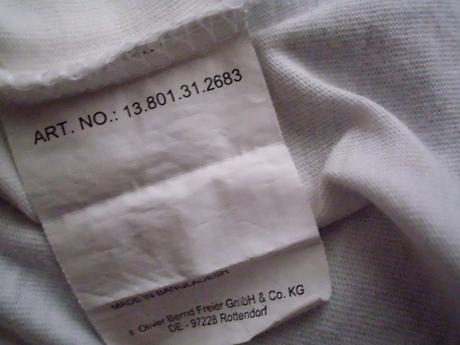 ART. NO.: 13.801.31.2683
MADE IN BANGLADESH
s Oliver Bernd Freier GmbH & Co. KG
DE - 97228 Rottendorf